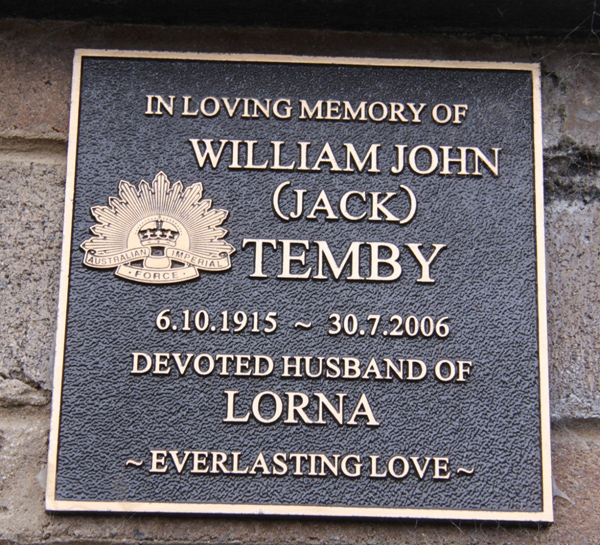 IN LOVING MEMORY OF
WILLIAM JOHN
(JACK)
AUSTRALIAN IMPERIAL
FORCE
TEMBY
6.10.1915 ~ 30.7.2006
DEVOTED HUSBAND OF
LORNA
~ EVERLASTING LOVE ~